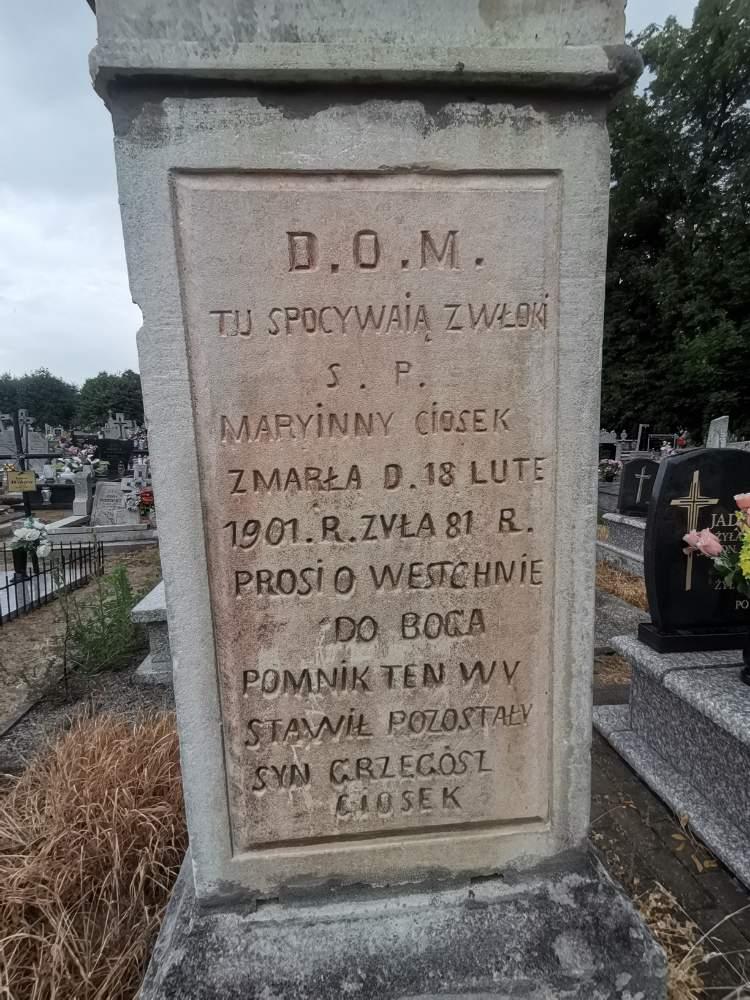 D.O.M.
TU SPOCYWAIĄ ZWŁOKI
S. P.
MARYINNY CIOSEK
ZMARŁA D.18 LUTE
1901.R.ZYŁA 81 R.
PROSI O WESTCHNIE
DO BOGA
POMNIK TEN WY
STAWIŁ POZOSTAŁY
SYN GRZEGÓSZ
CIOSEK